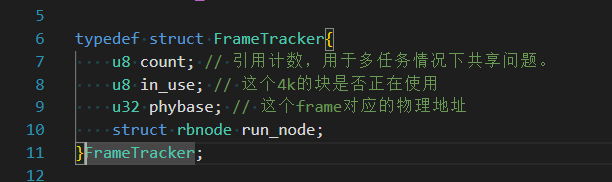 5
6 typedef struct FrameTracker{
7 u8 count; // 引用计数，用于多任务情况下共享问题。
8 u8 in_use; // 这个4k的块是否正在使用
9 u32 phybase; // 这个frame对应的物理地址
10 struct rbnode run_node;
11 }FrameTracker;
12